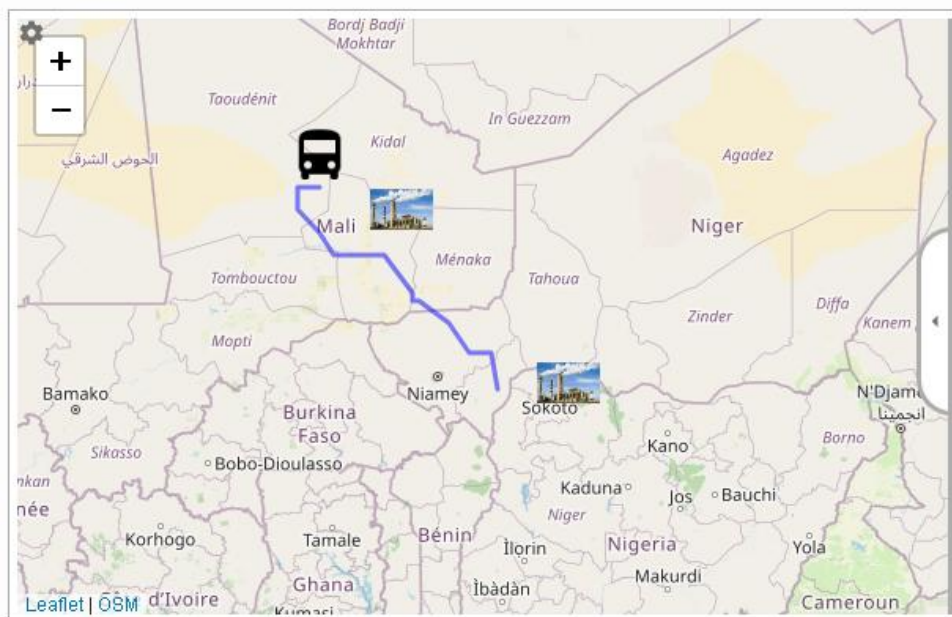 Bordj Badji
Mokhtar
+
−
Taoudénit
In Guezzam
Kidal
الحوض الشرقي
Agadez
Mali
Niger
Ménaka
Tombouctou
Tahoua
Diffa
Zinder
Kanem
Mopti
Niamey
Bamako
Sokoto
N'Djame
انجمينا
Burkina
Faso
Kano
Borno
Sikasso
Bobo-Dioulasso
Kaduna
Jos
Bauchi
Niger
Korhogo
Tamale
Bénin
Ìlorin
Nigeria
Yola
Ìbàdàn
Makurdi
Ghana
d'Ivoire
Cameroun
Kumasi
Leaflet | OSM